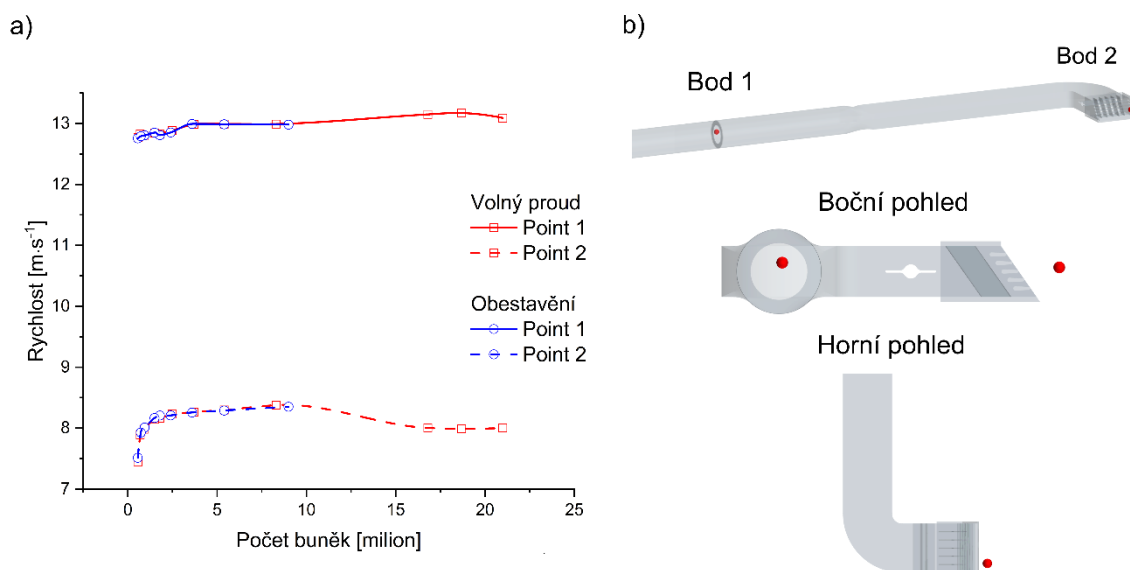 a)
Rychlost [m·s⁻¹]
13
12
11
10
9
8
7
0
5
10
15
20
25
Počet buněk [milion]
Volný proud
Point 1
Point 2
Obestavění
Point 1
Point 2
b)
Bod 1
Bod 2
Boční pohled
Horní pohled